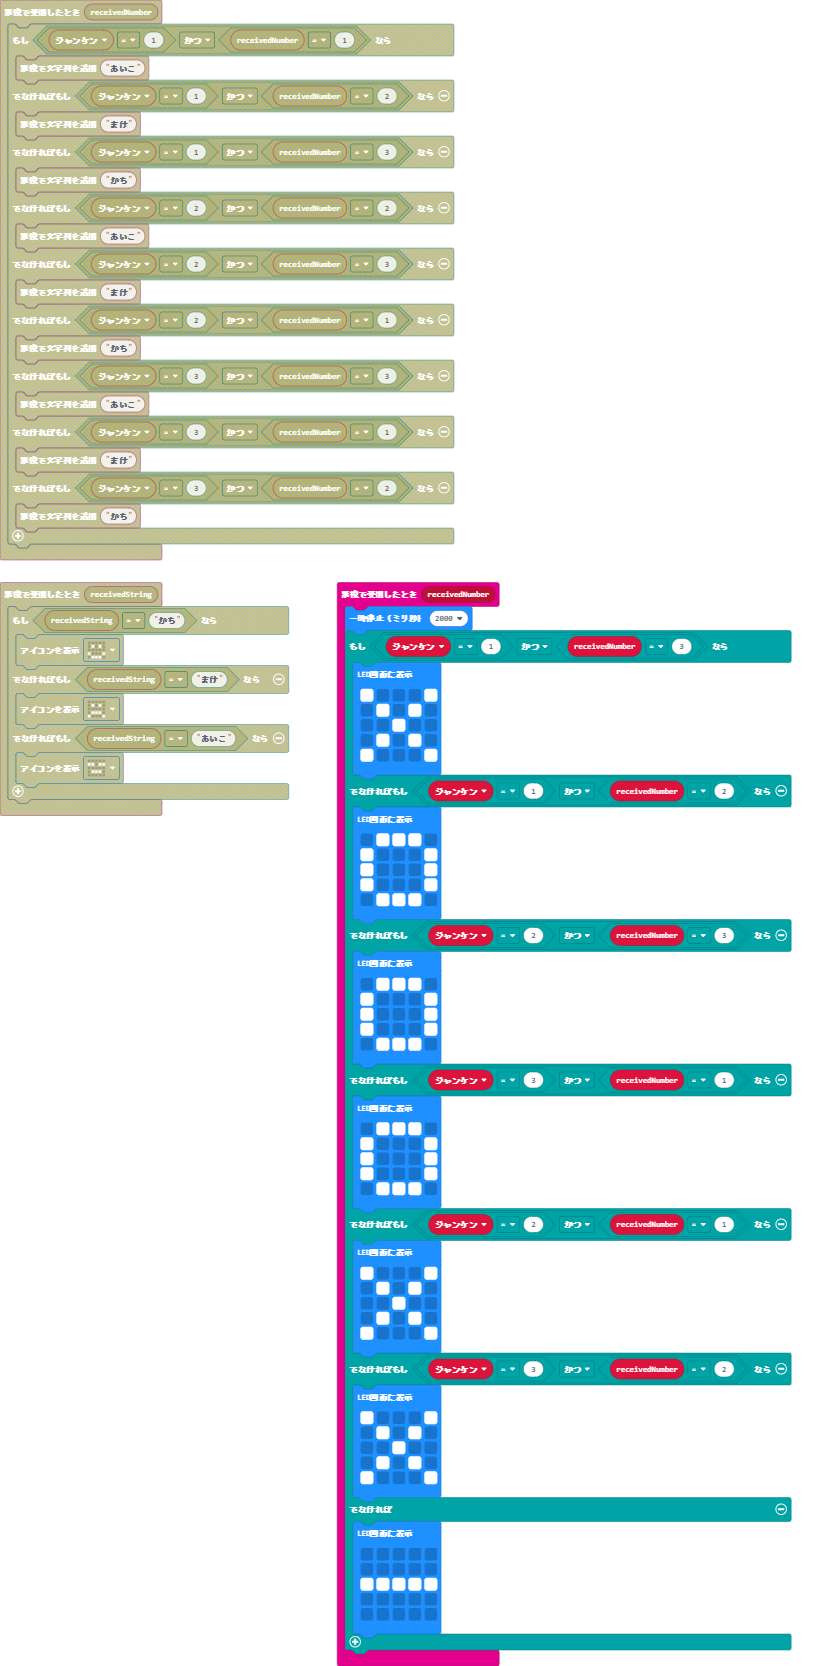 無線で受信したとき receivedNumber
もし ジャンケン = 1 かつ receivedNumber = 1 なら
無線で文字列を送信 "あいこ"
でなければもし ジャンケン = 1 かつ receivedNumber = 2 なら
無線で文字列を送信 "まけ"
でなければもし ジャンケン = 1 かつ receivedNumber = 3 なら
無線で文字列を送信 "かち"
でなければもし ジャンケン = 2 かつ receivedNumber = 2 なら
無線で文字列を送信 "あいこ"
でなければもし ジャンケン = 2 かつ receivedNumber = 3 なら
無線で文字列を送信 "まけ"
でなければもし ジャンケン = 2 かつ receivedNumber = 1 なら
無線で文字列を送信 "かち"
でなければもし ジャンケン = 3 かつ receivedNumber = 3 なら
無線で文字列を送信 "あいこ"
でなければもし ジャンケン = 3 かつ receivedNumber = 1 なら
無線で文字列を送信 "まけ"
でなければもし ジャンケン = 3 かつ receivedNumber = 2 なら
無線で文字列を送信 "かち"
無線で受信したとき receivedString
もし receivedString = "かち" なら
アイコンを表示
でなければもし receivedString = "まけ" なら
アイコンを表示
でなければもし receivedString = "あいこ" なら
アイコンを表示
無線で受信したとき receivedNumber
一時停止（ミリ秒） 2000
もし ジャンケン = 1 かつ receivedNumber = 3 なら
LED画面に表示
でなければもし ジャンケン = 1 かつ receivedNumber = 2 なら
LED画面に表示
でなければもし ジャンケン = 2 かつ receivedNumber = 3 なら
LED画面に表示
でなければもし ジャンケン = 3 かつ receivedNumber = 1 なら
LED画面に表示
でなければもし ジャンケン = 2 かつ receivedNumber = 1 なら
LED画面に表示
でなければもし ジャンケン = 3 かつ receivedNumber = 2 なら
LED画面に表示
でなければ
LED画面に表示